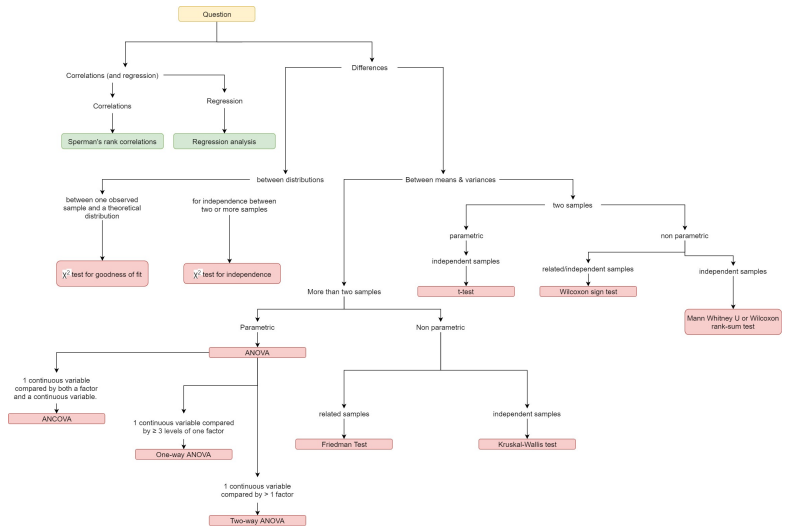 Question
Correlations (and regression)
Differences
Correlations
Regression
Sperman's rank correlations
Regression analysis
between distributions
Between means & variances
between one observed
sample and a theoretical
distribution
for independence between
two or more samples
two samples
parametric
non parametric
independent samples
related/independent samples
independent samples
χ² test for goodness of fit
χ² test for independence
More than two samples
t-test
Wilcoxon sign test
Mann Whitney U or Wilcoxon
rank-sum test
Parametric
Non parametric
ANOVA
1 continuous variable
compared by both a factor
and a continuous variable.
ANCOVA
1 continuous variable compared
by ≥ 3 levels of one factor
related samples
independent samples
One-way ANOVA
Friedman Test
Kruskal-Wallis test
1 continuous variable
compared by > 1 factor
Two-way ANOVA